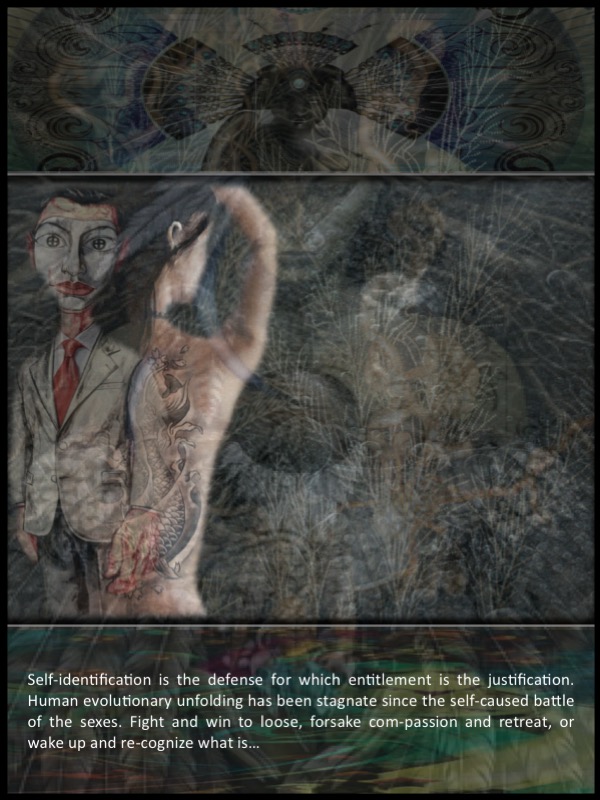 Self-identification is the defense for which entitlement is the justification.
Human evolutionary unfolding has been stagnate since the self-caused battle
of the sexes. Fight and win to loose, forsake com-passion and retreat, or
wake up and re-cognize what is...